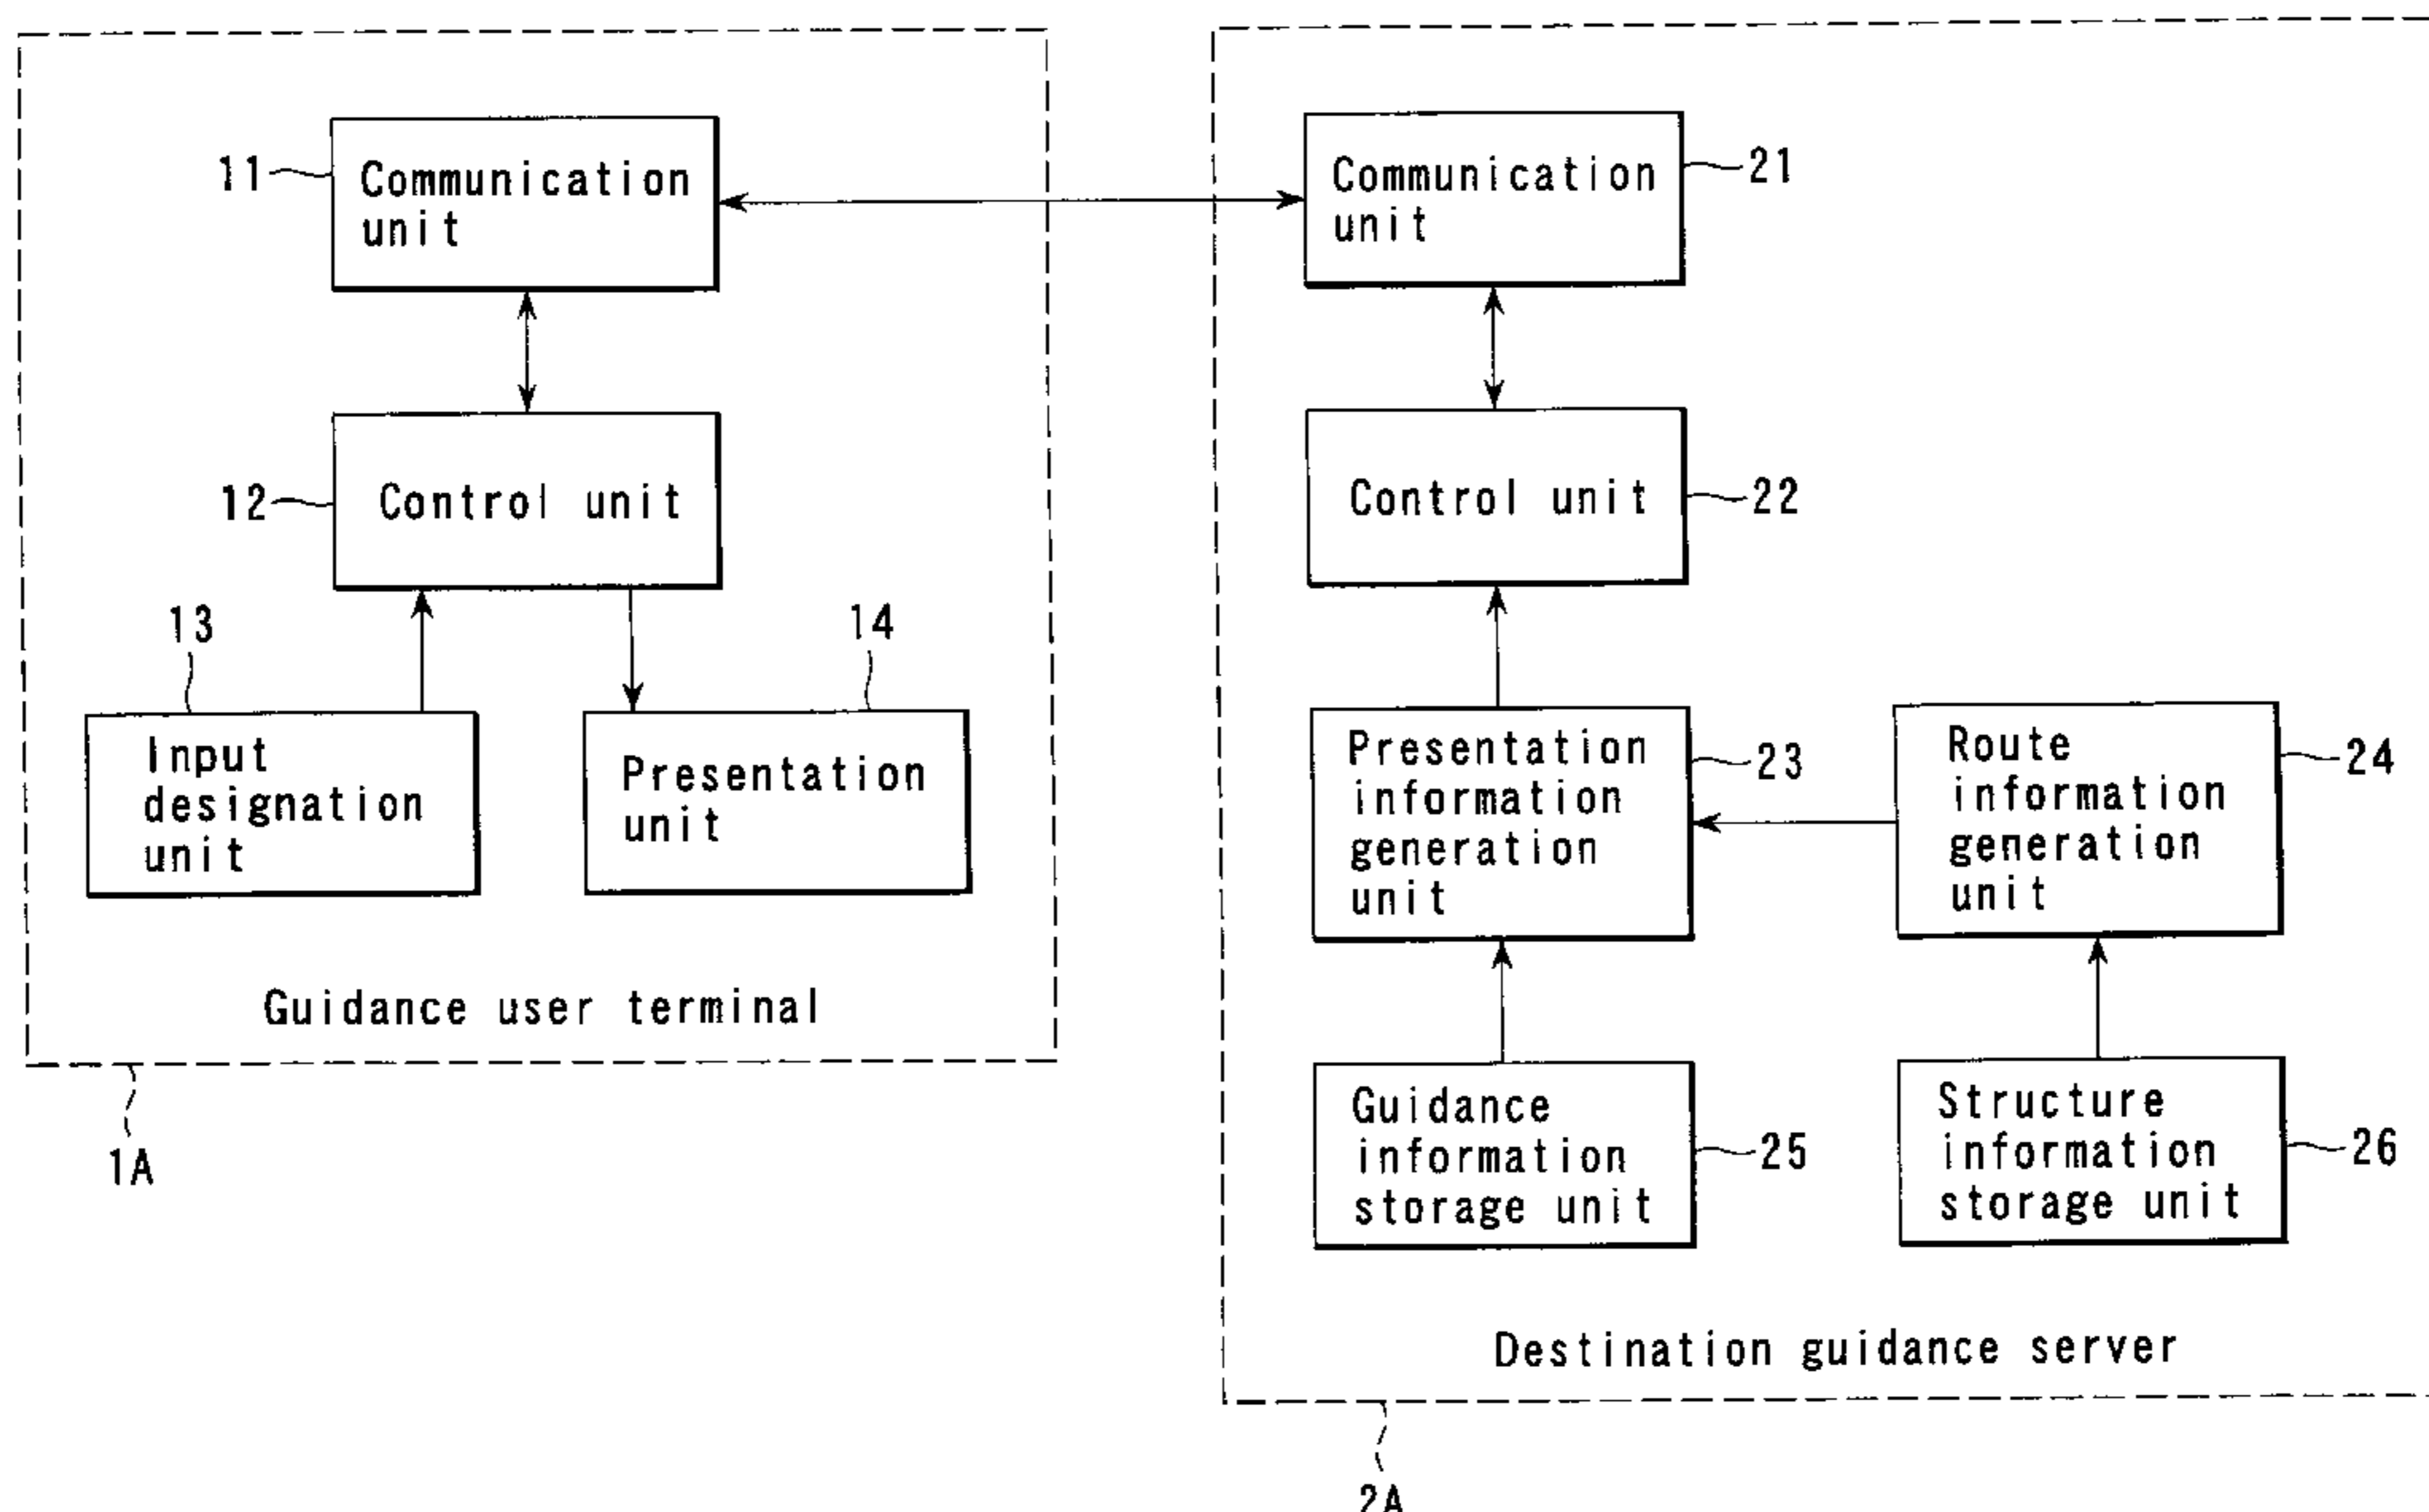 11
Communication
unit
12
Control unit
13
Input
designation
unit
14
Presentation
unit
Guidance user terminal
1A
Communication
unit
21
Control unit
22
Presentation
information
generation
unit
23
Route
information
generation
unit
24
Guidance
information
storage unit
25
Structure
information
storage unit
26
Destination guidance server
2A